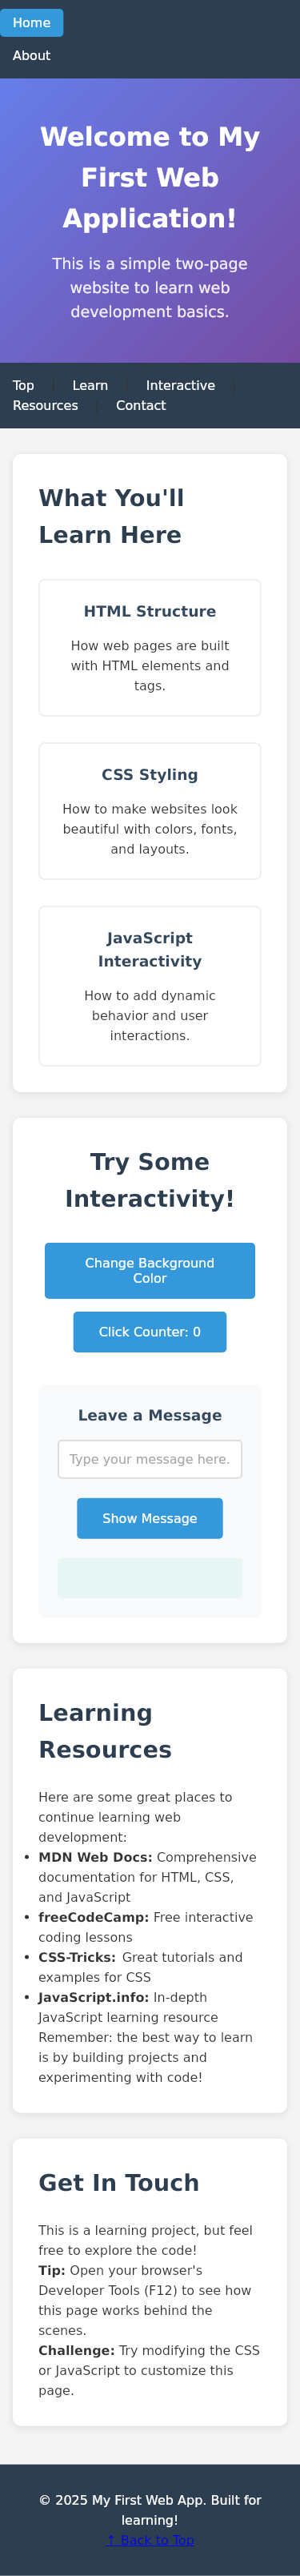 Home
About
Welcome to My
First Web
Application!
This is a simple two-page
website to learn web
development basics.
Top | Learn | Interactive |
Resources | Contact
What You'll
Learn Here
HTML Structure
How web pages are built
with HTML elements and
tags.
CSS Styling
How to make websites look
beautiful with colors, fonts,
and layouts.
JavaScript
Interactivity
How to add dynamic
behavior and user
interactions.
Try Some
Interactivity!
Change Background
Color
Click Counter: 0
Leave a Message
Type your message here.
Show Message
Learning
Resources
Here are some great places to
continue learning web
development:
• MDN Web Docs: Comprehensive
documentation for HTML, CSS,
and JavaScript
• freeCodeCamp: Free interactive
coding lessons
• CSS-Tricks: Great tutorials and
examples for CSS
• JavaScript.info: In-depth
JavaScript learning resource
Remember: the best way to learn
is by building projects and
experimenting with code!
Get In Touch
This is a learning project, but feel
free to explore the code!
Tip: Open your browser's
Developer Tools (F12) to see how
this page works behind the
scenes.
Challenge: Try modifying the CSS
or JavaScript to customize this
page.
© 2025 My First Web App. Built for
learning!
↑ Back to Top